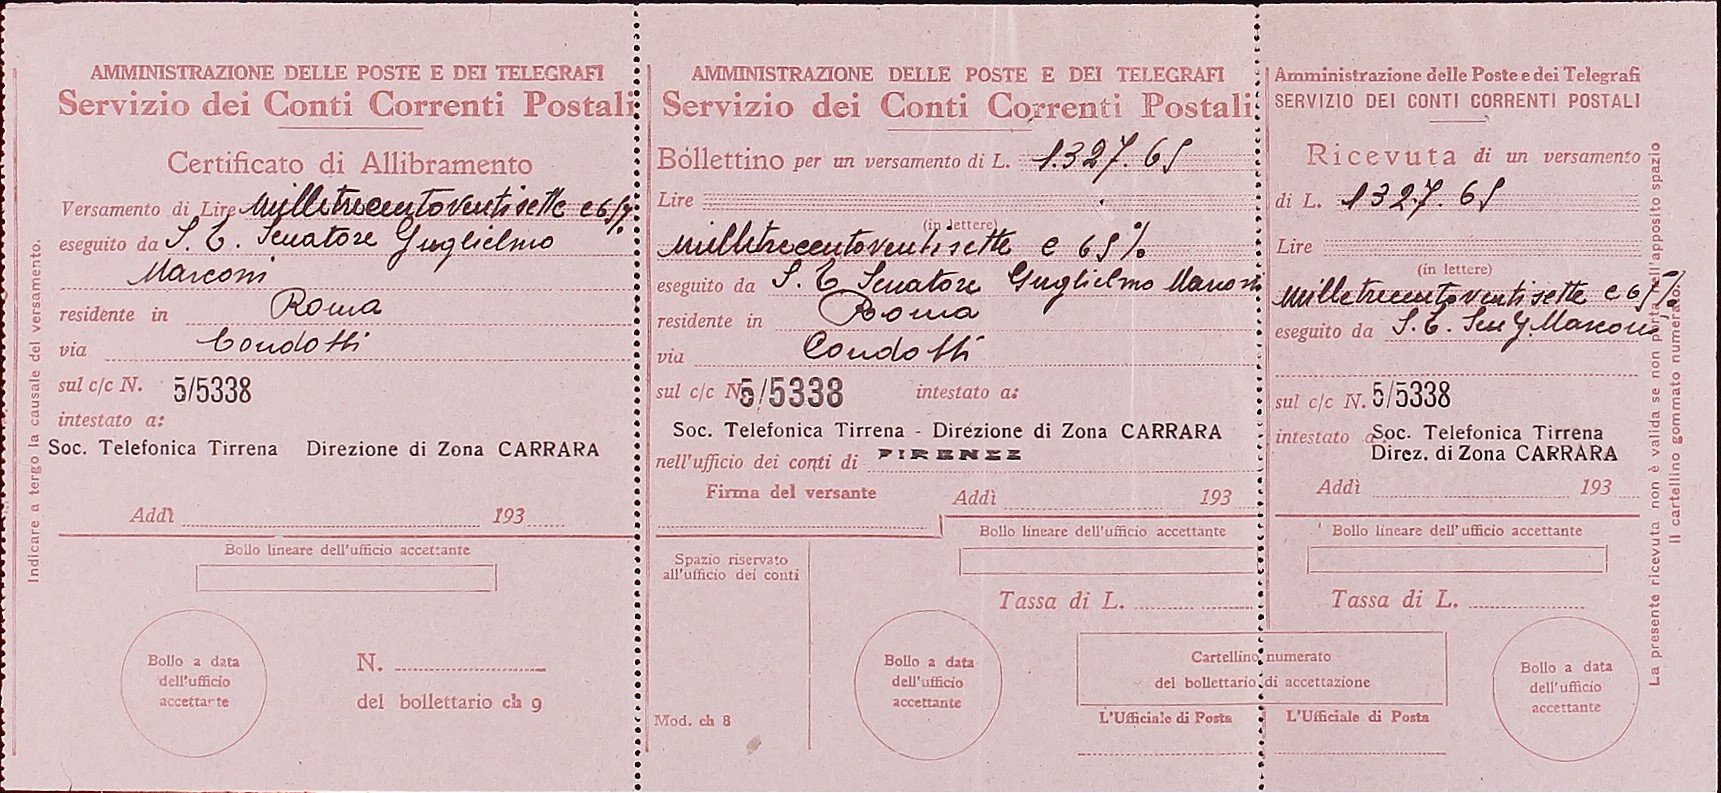 Indicare a tergo la causale del versamento.
AMMINISTRAZIONE DELLE POSTE E DEI TELEGRAFI
Servizio dei Conti Correnti Postali
Certificato di Allibramento
Versamento di Lire milletrecentoventisette e 65%
eseguito da S. E. Senatore Guglielmo
Marconi
residente in Roma
via Condotti
sul c/c N. 5/5338
intestato a:
Soc. Telefonica Tirrena Direzione di Zona CARRARA
Addì 193
Bollo lineare dell'ufficio accettante
Bollo a data
dell'ufficio
accettante
N.
del bollettario ch 9
AMMINISTRAZIONE DELLE POSTE E DEI TELEGRAFI
Servizio dei Conti Correnti Postali
Bollettino per un versamento di L. 1.327.65
Lire
(in lettere)
milletrecentoventisette e 65%
eseguito da S. E. Senatore Guglielmo Marconi
residente in Roma
via Condotti
sul c/c N. 5/5338 intestato a:
Soc. Telefonica Tirrena - Direzione di Zona CARRARA
nell'ufficio dei conti di FIRENZE
Firma del versante
Addì 193
Bollo lineare dell'ufficio accettante
Spazio riservato
all'ufficio dei conti
Tassa di L.
Bollo a data
dell'ufficio
accettante
Cartellino numerato
del bollettario di accettazione
L'Ufficiale di Posta
Mod. ch 8
Amministrazione delle Poste e dei Telegrafi
SERVIZIO DEI CONTI CORRENTI POSTALI
Ricevuta di un versamento
di L. 1327.65
Lire
(in lettere)
milletrecentoventisette e 65%
eseguito da S. E. Sen G. Marconi
sul c/c N. 5/5338
intestato a Soc. Telefonica Tirrena
Direz. di Zona CARRARA
Addì 193
Bollo lineare dell'ufficio accettante
Tassa di L.
L'Ufficiale di Posta
Bollo a data
dell'ufficio
accettante
La presente ricevuta non è valida se non porta nell'apposito spazio
il cartellino gommato numerato